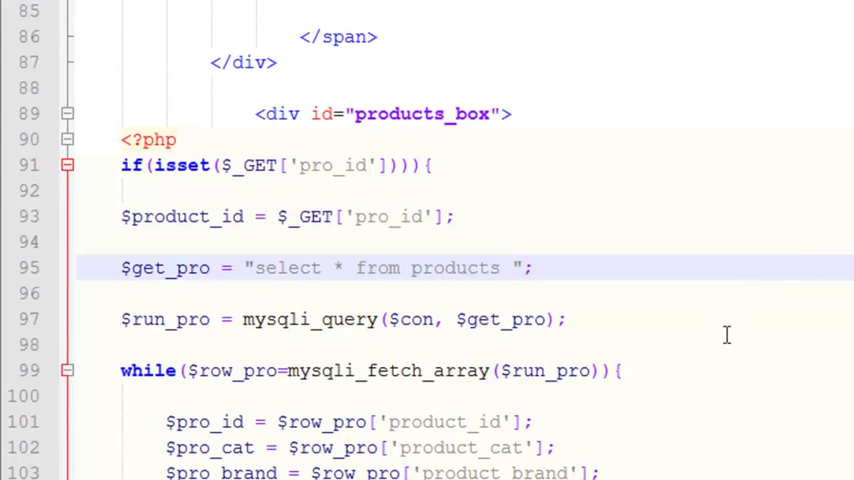 85
86 </span>
87 </div>
88
89 <div id="products_box">
90 <?php
91 if(isset($_GET['pro_id']))){
92
93 $product_id = $_GET['pro_id'];
94
95 $get_pro = "select * from products ";
96
97 $run_pro = mysqli_query($con, $get_pro);
98
99 while($row_pro=mysqli_fetch_array($run_pro)){
100
101 $pro_id = $row_pro['product_id'];
102 $pro_cat = $row_pro['product_cat'];
103 $pro_brand = $row_pro['product_brand'];